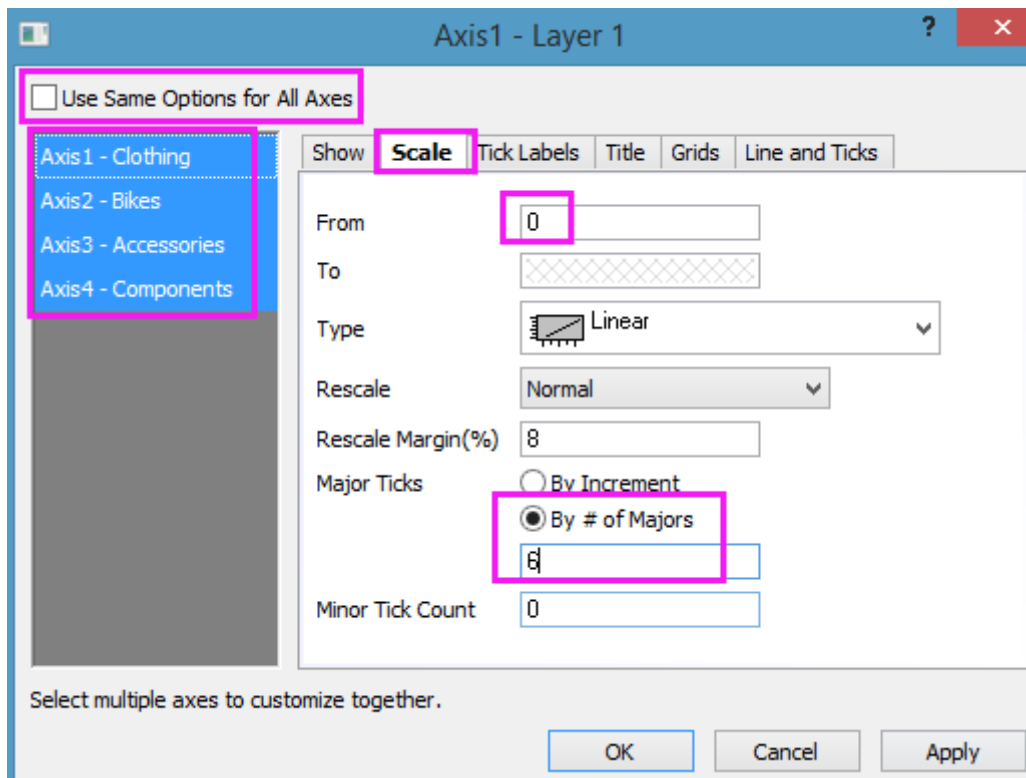 Axis1 - Layer 1
?
Use Same Options for All Axes
Axis1 - Clothing
Axis2 - Bikes
Axis3 - Accessories
Axis4 - Components
Show Scale Tick Labels Title Grids Line and Ticks
From 0
To
Type Linear
Rescale Normal
Rescale Margin(%) 8
Major Ticks By Increment
By # of Majors
6
Minor Tick Count 0
Select multiple axes to customize together.
OK Cancel Apply